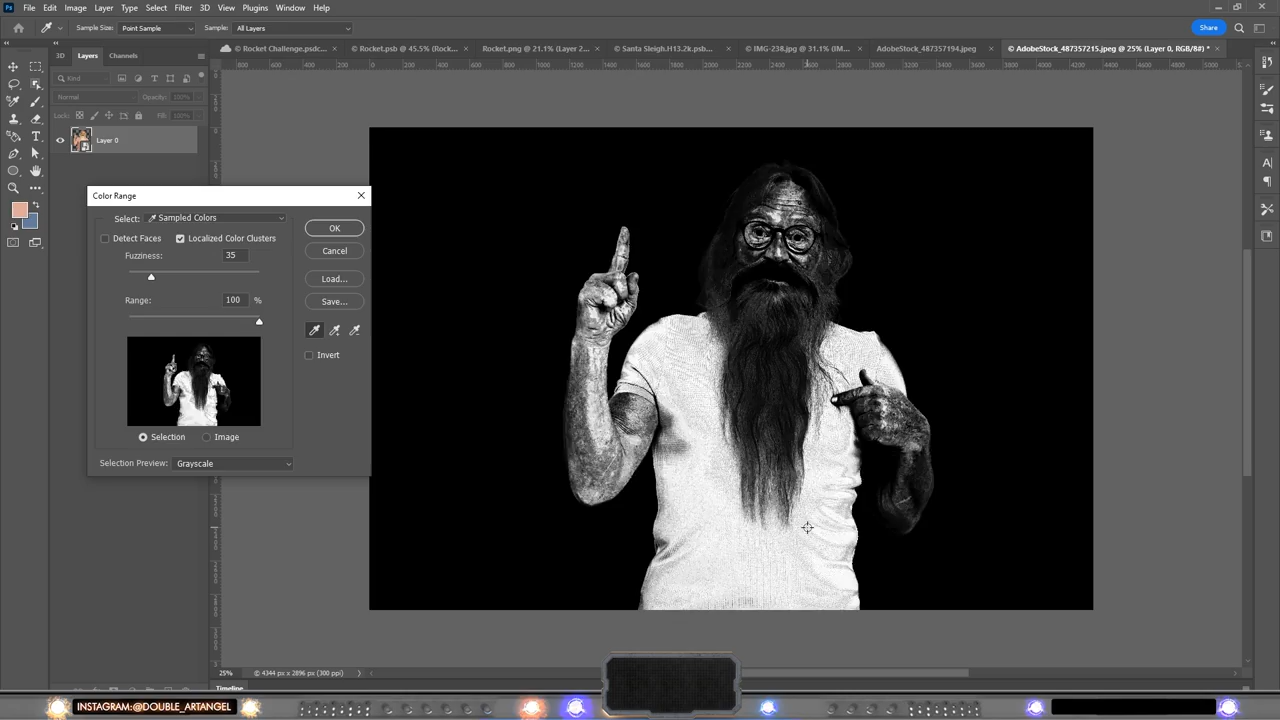 Ps File Edit Image Layer Type Select Filter 3D View Plugins Window Help
Sample Size: Point Sample Sample: All Layers Share
3D Layers Channels
© Rocket Challenge.psdc... × © Rocket.psb @ 45.5% (Rock... × Rocket.png @ 21.1% (Layer 2... × © Santa Sleigh.H13.2k.psb... × © IMG-238.jpg @ 31.1% (IM... × AdobeStock_487357194.jpeg × © AdobeStock_487357215.jpeg @ 25% (Layer 0, RGB/8#) * ×
Kind
Normal Opacity: 100%
Lock: Fill: 100%
Layer 0
Color Range
Select: Sampled Colors
OK
Detect Faces Localized Color Clusters
Cancel
Fuzziness: 35
Load...
Range: 100 %
Save...
Invert
Selection Image
Selection Preview: Grayscale
25% © 4344 px x 2896 px (300 ppi)
Timeline
INSTAGRAM:@DOUBLE_ARTANGEL